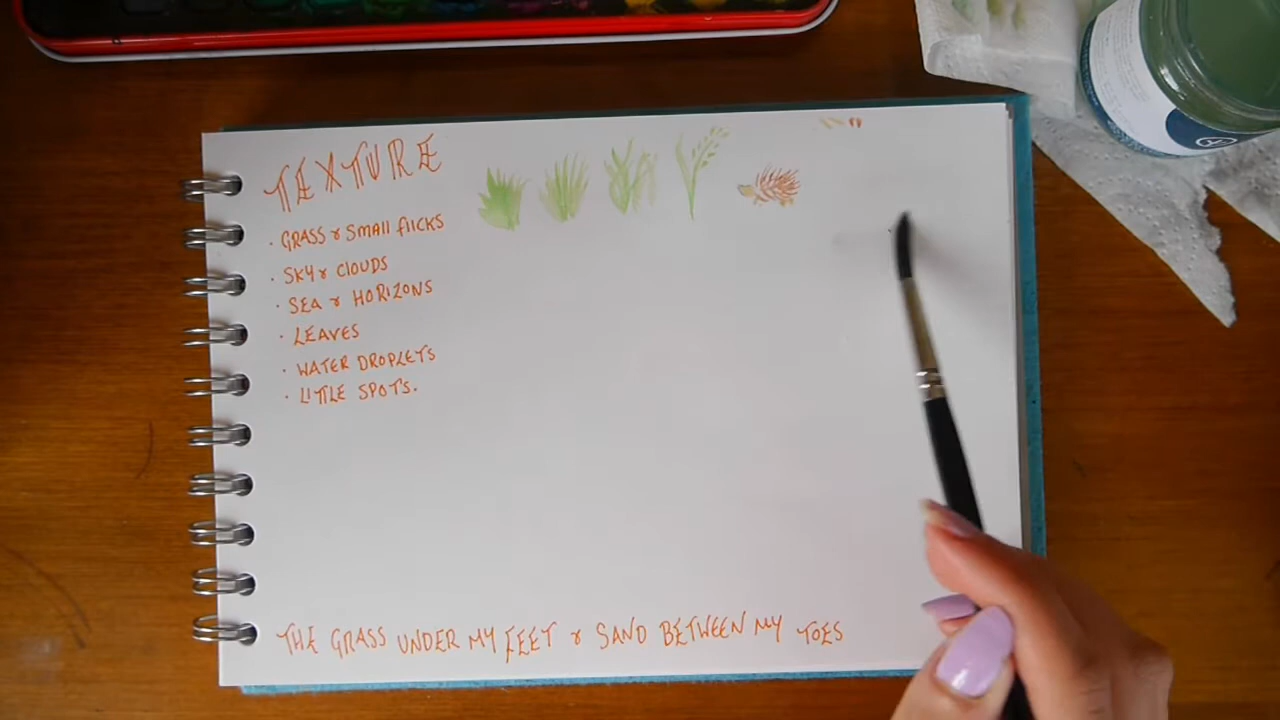 TEXTURE
· GRASS & SMALL FLICKS
· SKY & CLOUDS
· SEA & HORIZONS
· LEAVES
· WATER DROPLETS
· LITTLE SPOTS.
THE GRASS UNDER MY FEET & SAND BETWEEN MY TOES